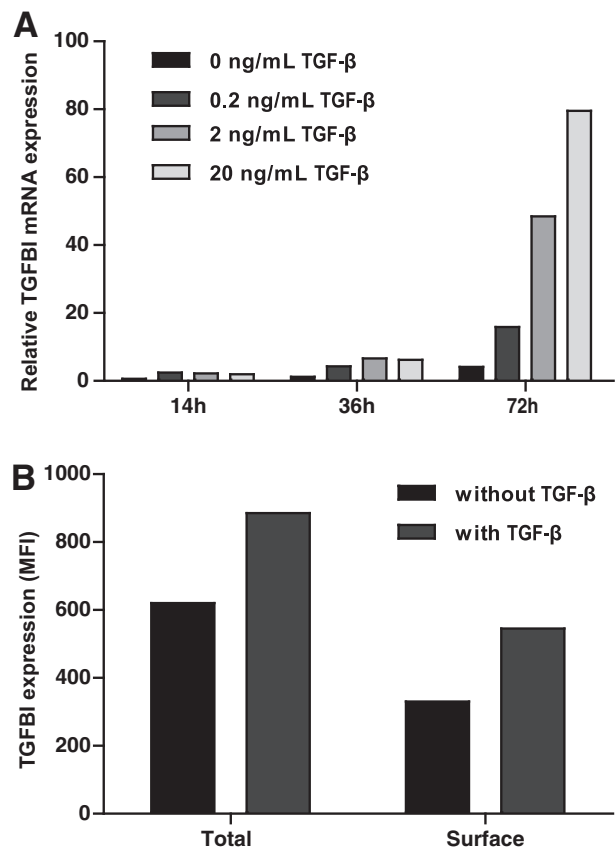 A
Relative TGFBI mRNA expression
100
80
60
40
20
0
0 ng/mL TGF-β
0.2 ng/mL TGF-β
2 ng/mL TGF-β
20 ng/mL TGF-β
14h
36h
72h
B
TGFBI expression (MFI)
1000
800
600
400
200
0
without TGF-β
with TGF-β
Total
Surface